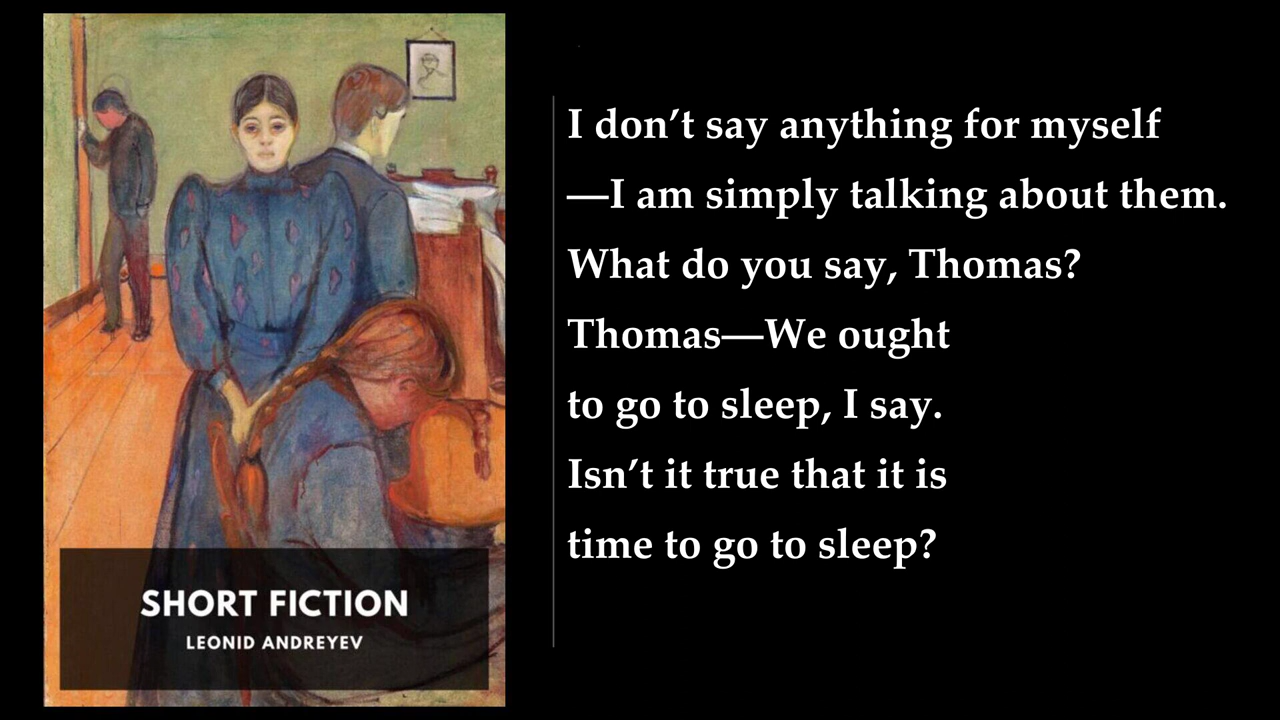 SHORT FICTION
LEONID ANDREYEV
I don’t say anything for myself
—I am simply talking about them.
What do you say, Thomas?
Thomas—We ought
to go to sleep, I say.
Isn’t it true that it is
time to go to sleep?